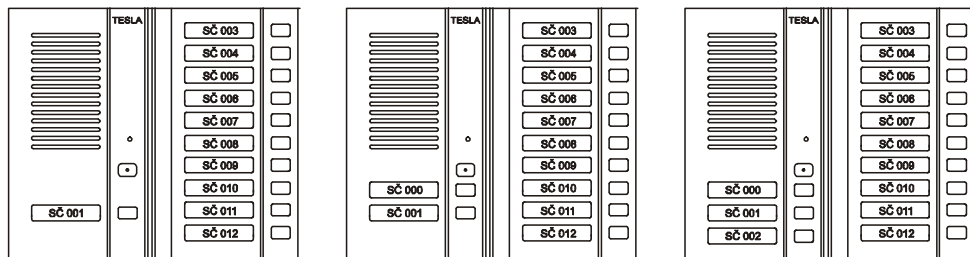 TESLA
SČ 003
SČ 004
SČ 005
SČ 006
SČ 007
SČ 008
SČ 009
SČ 010
SČ 001
SČ 011
SČ 012
TESLA
SČ 003
SČ 004
SČ 005
SČ 006
SČ 007
SČ 008
SČ 009
SČ 000
SČ 010
SČ 001
SČ 011
SČ 012
TESLA
SČ 003
SČ 004
SČ 005
SČ 006
SČ 007
SČ 008
SČ 009
SČ 000
SČ 010
SČ 001
SČ 011
SČ 002
SČ 012